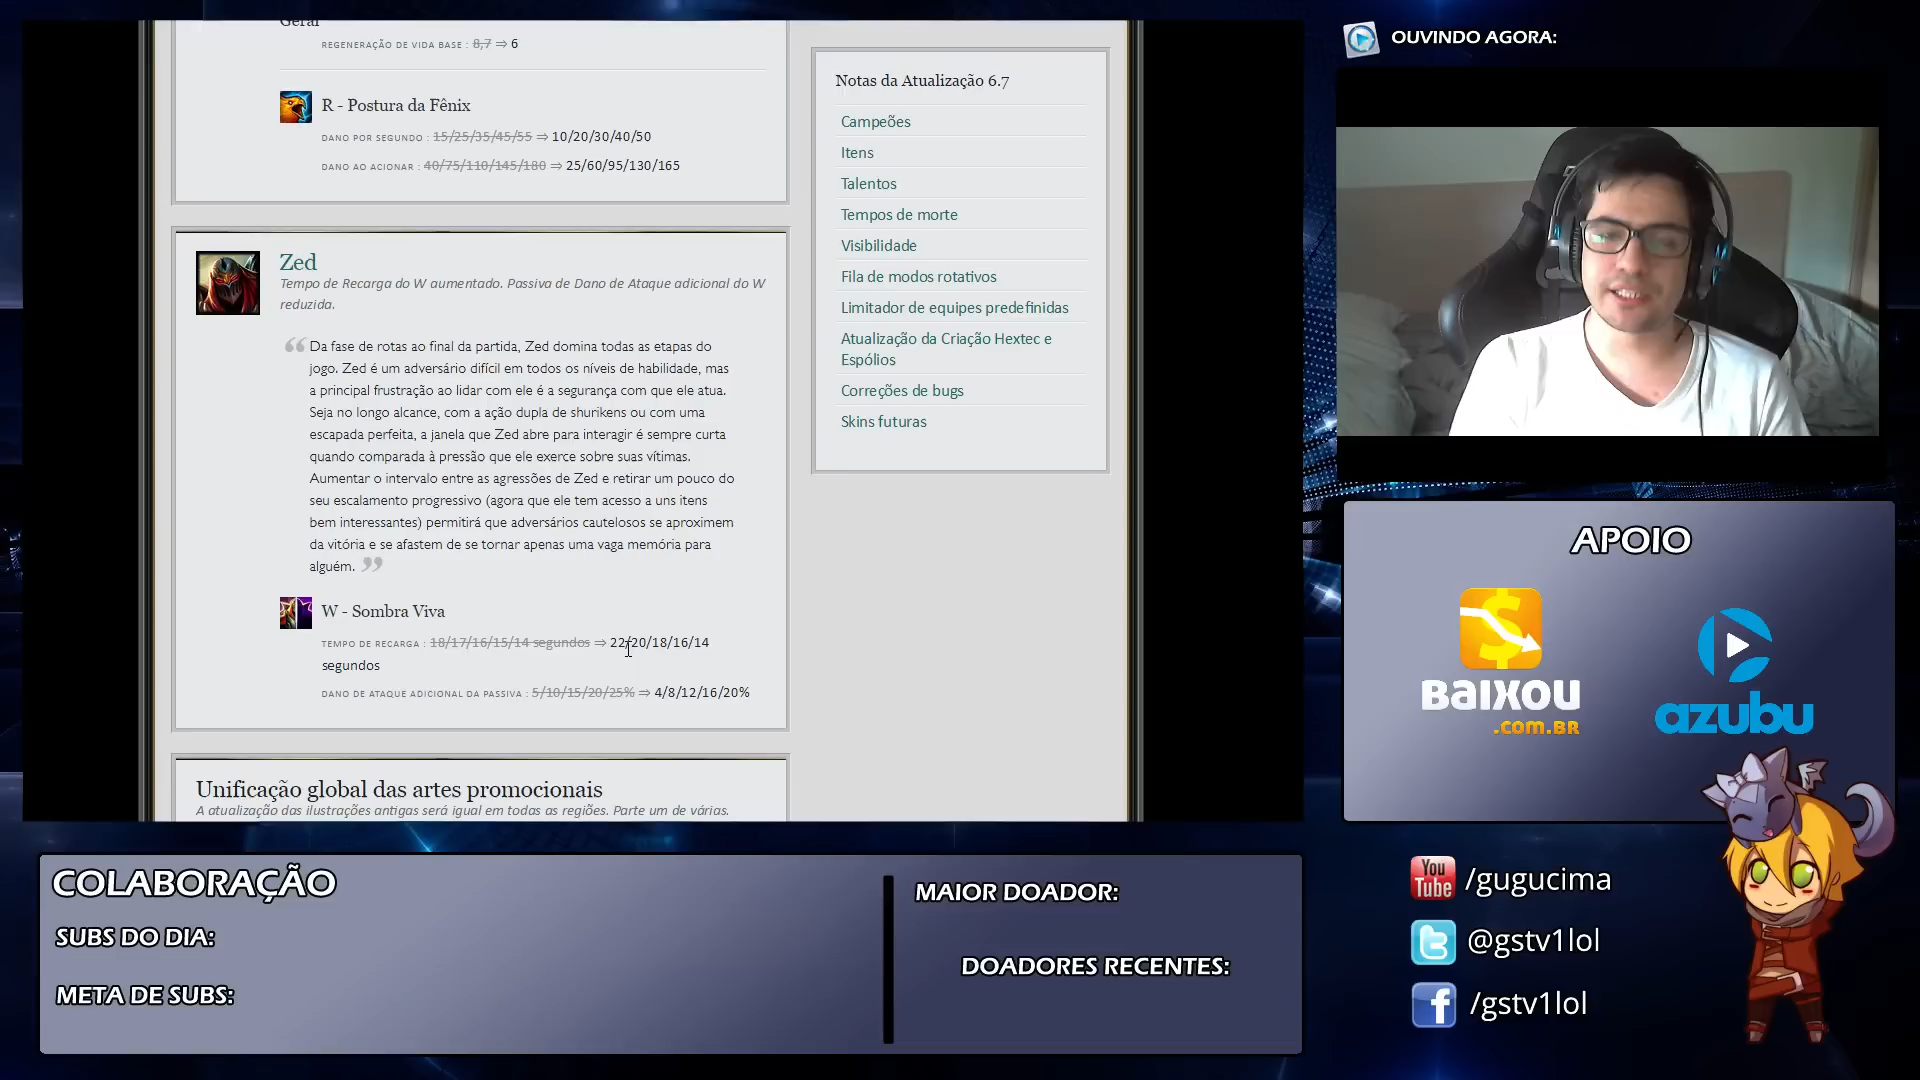 Geral
REGENERAÇÃO DE VIDA BASE : 8,7 ⇒ 6
R - Postura da Fênix
DANO POR SEGUNDO : 15/25/35/45/55 ⇒ 10/20/30/40/50
DANO AO ACIONAR : 40/75/110/145/180 ⇒ 25/60/95/130/165
Zed
Tempo de Recarga do W aumentado. Passiva de Dano de Ataque adicional do W
reduzida.
“ Da fase de rotas ao final da partida, Zed domina todas as etapas do
jogo. Zed é um adversário difícil em todos os níveis de habilidade, mas
a principal frustração ao lidar com ele é a segurança com que ele atua.
Seja no longo alcance, com a ação dupla de shurikens ou com uma
escapada perfeita, a janela que Zed abre para interagir é sempre curta
quando comparada à pressão que ele exerce sobre suas vítimas.
Aumentar o intervalo entre as agressões de Zed e retirar um pouco do
seu escalamento progressivo (agora que ele tem acesso a uns itens
bem interessantes) permitirá que adversários cautelosos se aproximem
da vitória e se afastem de se tornar apenas uma vaga memória para
alguém. ”
W - Sombra Viva
TEMPO DE RECARGA : 18/17/16/15/14 segundos ⇒ 22/20/18/16/14
segundos
DANO DE ATAQUE ADICIONAL DA PASSIVA : 5/10/15/20/25% ⇒ 4/8/12/16/20%
Unificação global das artes promocionais
A atualização das ilustrações antigas será igual em todas as regiões. Parte um de várias.
Notas da Atualização 6.7
Campeões
Itens
Talentos
Tempos de morte
Visibilidade
Fila de modos rotativos
Limitador de equipes predefinidas
Atualização da Criação Hextec e
Espólios
Correções de bugs
Skins futuras
OUVINDO AGORA:
APOIO
BAIXOU
.COM.BR
azubu
You
Tube
/gugucima
@gstv1lol
/gstv1lol
COLABORAÇÃO
SUBS DO DIA:
META DE SUBS:
MAIOR DOADOR:
DOADORES RECENTES: